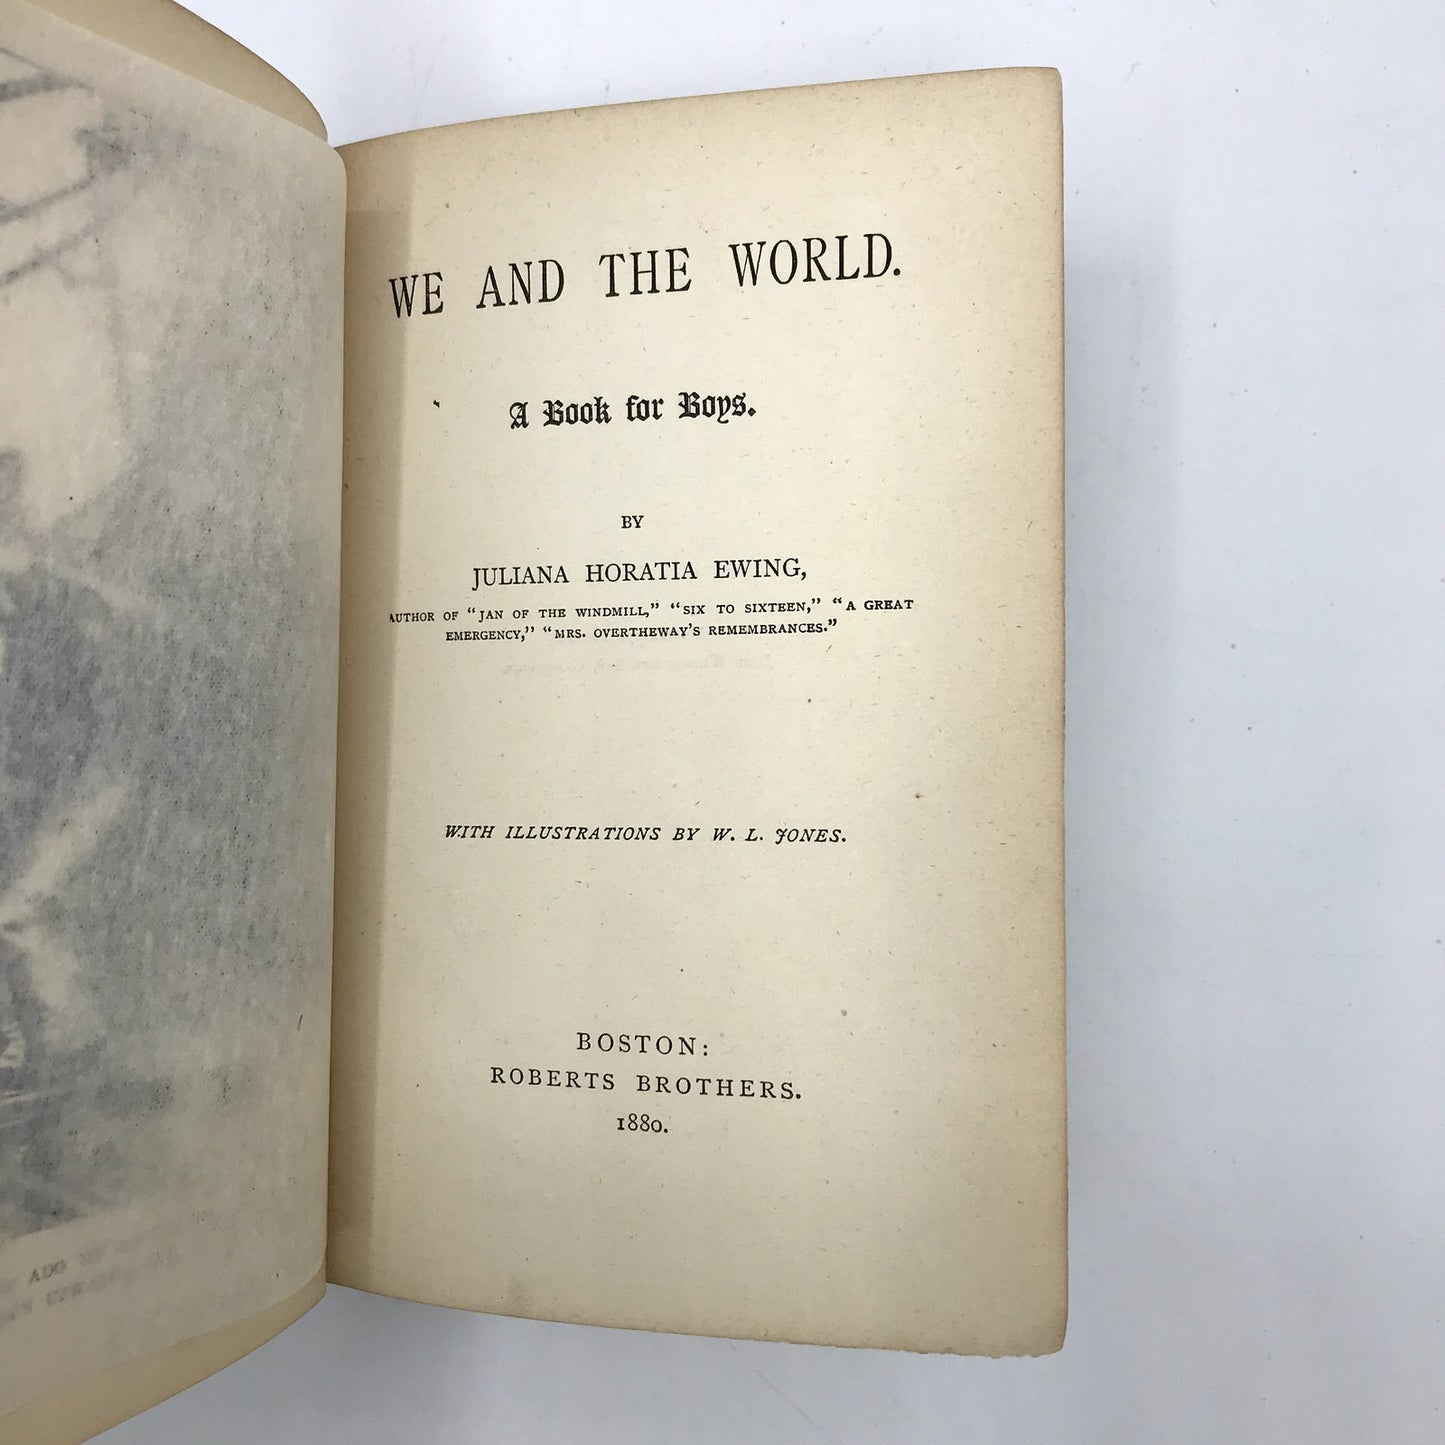 WE AND THE WORLD.
A Book for Boys.
BY
JULIANA HORATIA EWING,
AUTHOR OF “JAN OF THE WINDMILL,” “SIX TO SIXTEEN,” “A GREAT
EMERGENCY,” “MRS. OVERTHEWAY’S REMEMBRANCES.”
WITH ILLUSTRATIONS BY W. L. JONES.
BOSTON:
ROBERTS BROTHERS.
1880.
ADO